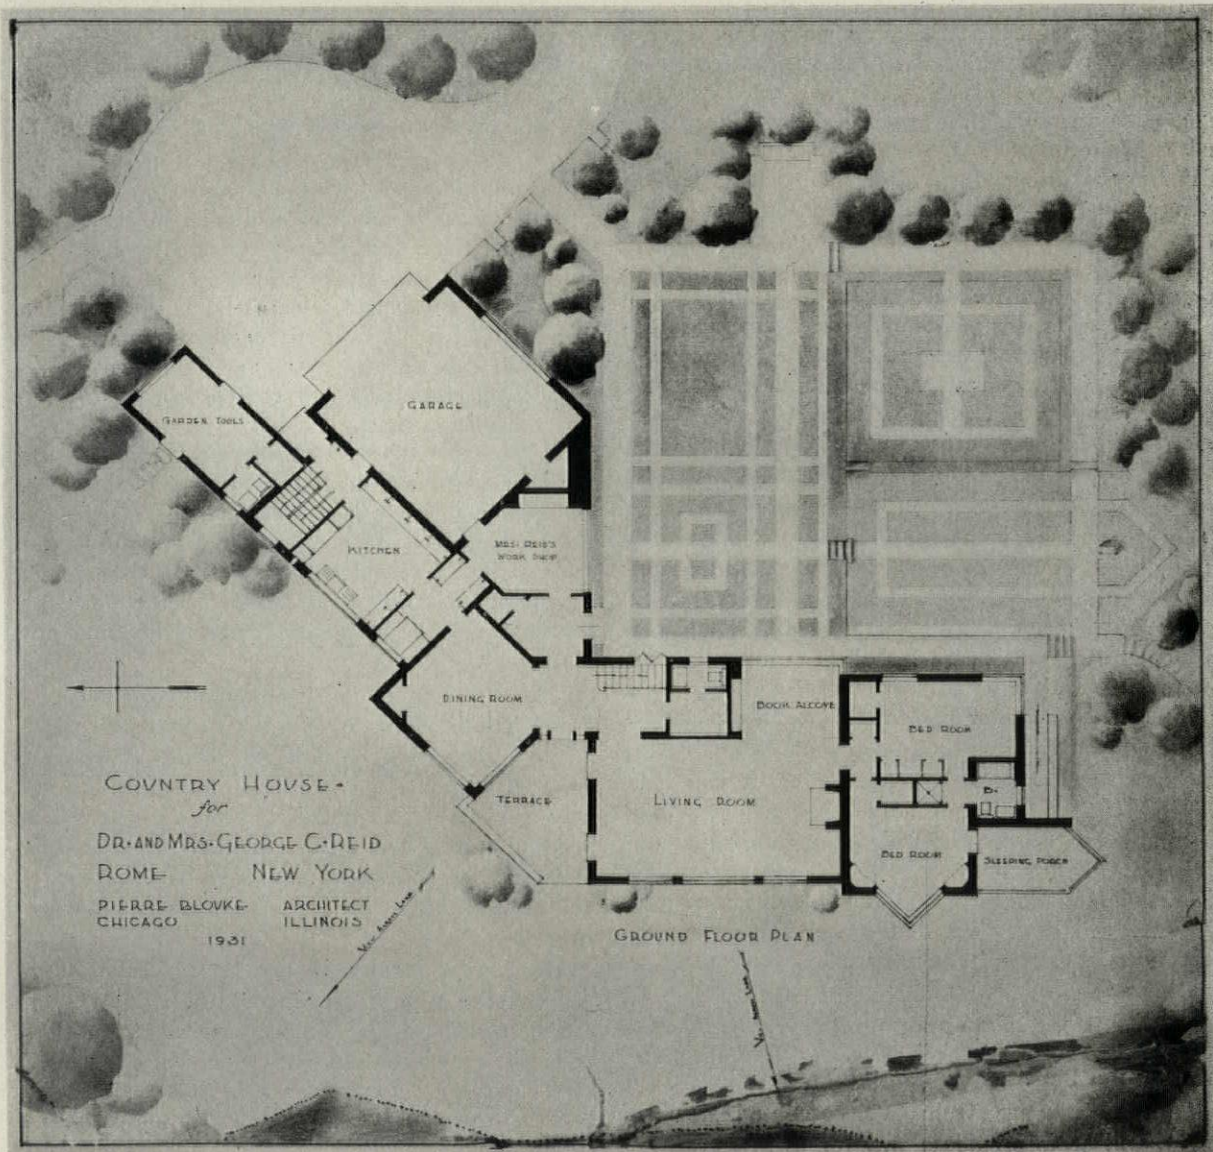 GARAGE
GARDEN TOOLS
KITCHEN
MRS. REID'S
WORK SHOP
DINING ROOM
BOOK ALCOVE
BED ROOM
TERRACE
LIVING ROOM
B.
BED ROOM
SLEEPING PORCH
COUNTRY HOUSE-
for
DR. AND MRS. GEORGE C. REID
ROME NEW YORK
PIERRE BLOUKE ARCHITECT
CHICAGO ILLINOIS
1931
GROUND FLOOR PLAN